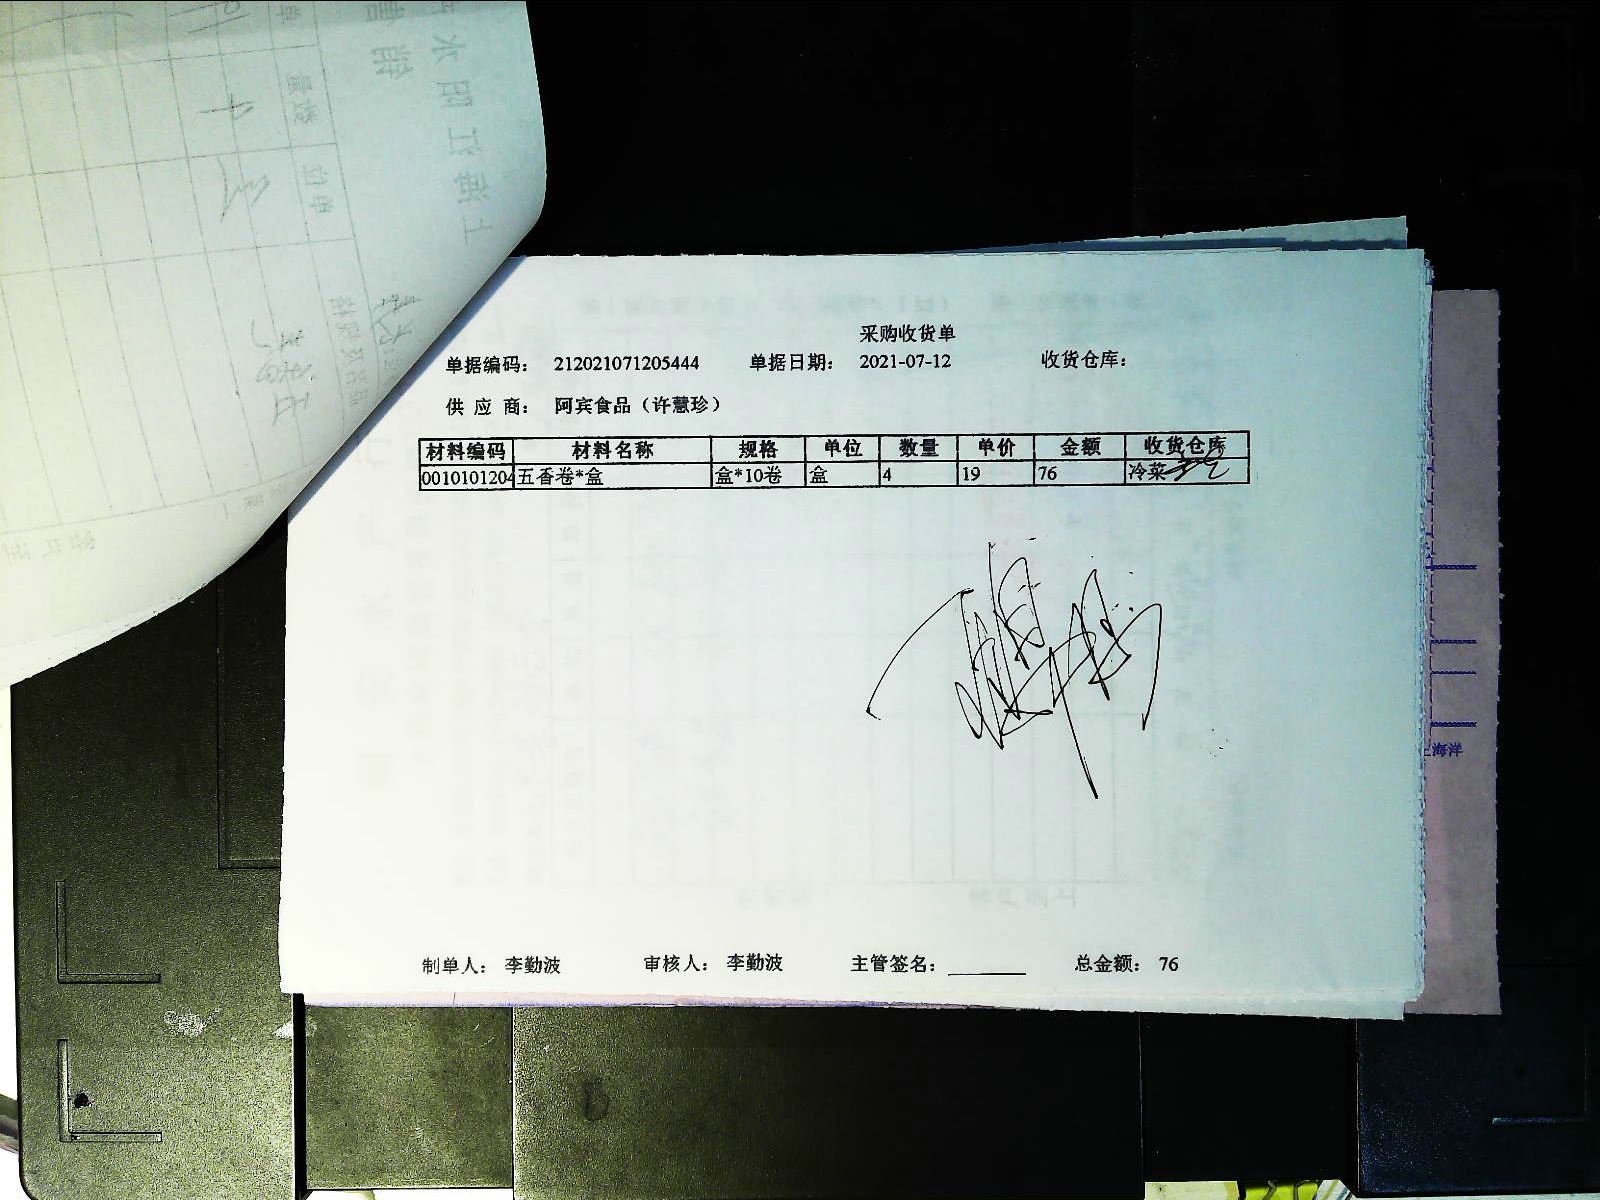 采购收货单
单据编码： 212021071205444 单据日期： 2021-07-12 收货仓库：
供 应 商： 阿宾食品（许慧珍）
材料编码 材料名称 规格 单位 数量 单价 金额 收货仓库
0010101204 五香卷*盒 盒*10卷 盒 4 19 76 冷菜
制单人： 李勤波 审核人： 李勤波 主管签名： 总金额： 76
上海洋